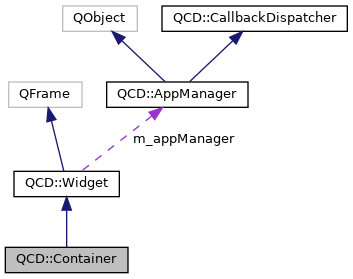 QObject
QCD::CallbackDispatcher
QFrame
QCD::AppManager
m_appManager
QCD::Widget
QCD::Container